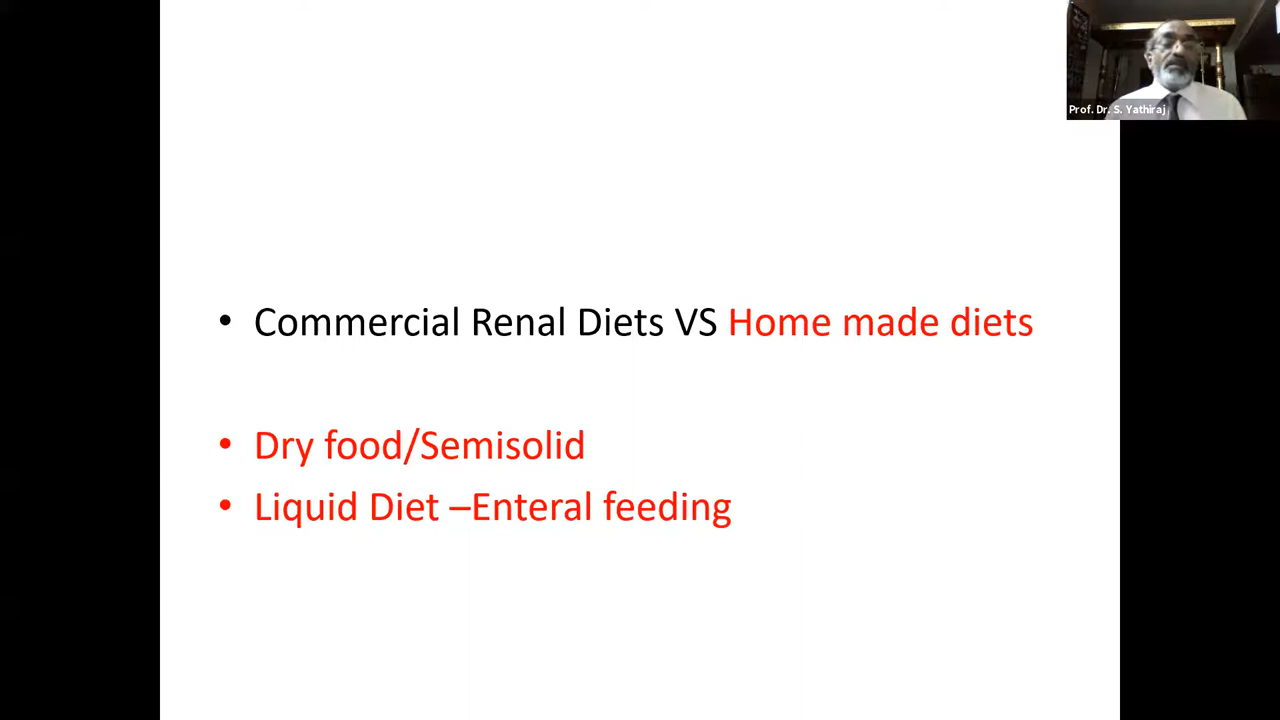 Prof. Dr. S. Yathiraj
• Commercial Renal Diets VS Home made diets
• Dry food/Semisolid
• Liquid Diet –Enteral feeding